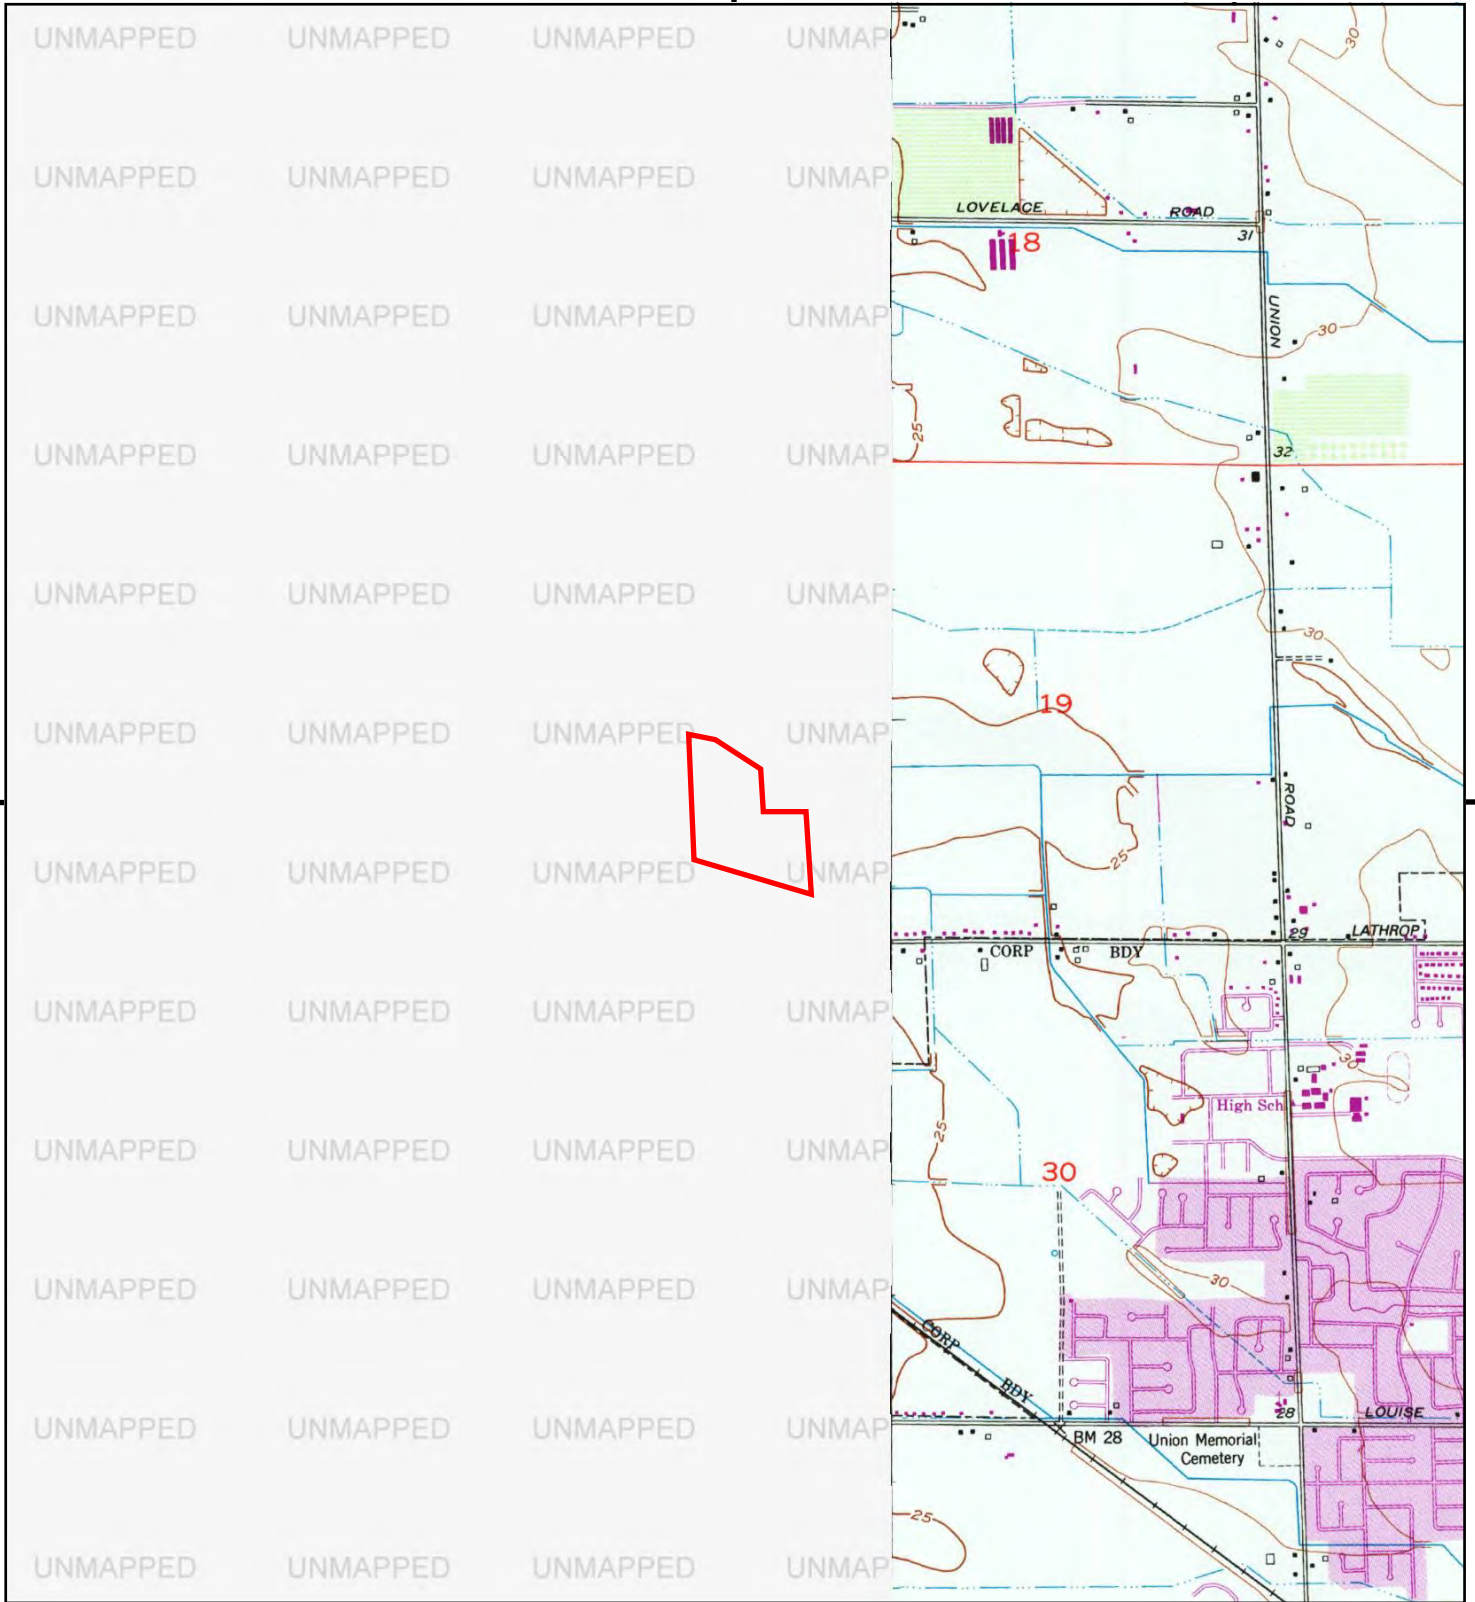 UNMAPPED UNMAPPED UNMAPPED UNMAP
30
UNMAPPED UNMAPPED UNMAPPED UNMAP
LOVELACE ROAD
31
18
UNMAPPED UNMAPPED UNMAPPED UNMAP
UNION
30
25
UNMAPPED UNMAPPED UNMAPPED UNMAP
32
UNMAPPED UNMAPPED UNMAPPED UNMAP
30
19
UNMAPPED UNMAPPED UNMAPPED UNMAP
ROAD
25
UNMAPPED UNMAPPED UNMAPPED UNMAP
29 LATHROP
CORP BDY
UNMAPPED UNMAPPED UNMAPPED UNMAP
30
High Sch
25
UNMAPPED UNMAPPED UNMAPPED UNMAP
30
30
UNMAPPED UNMAPPED UNMAPPED UNMAP
CORP
BDY
28 LOUISE
UNMAPPED UNMAPPED UNMAPPED UNMAP
BM 28 Union Memorial
Cemetery
25
UNMAPPED UNMAPPED UNMAPPED UNMAP